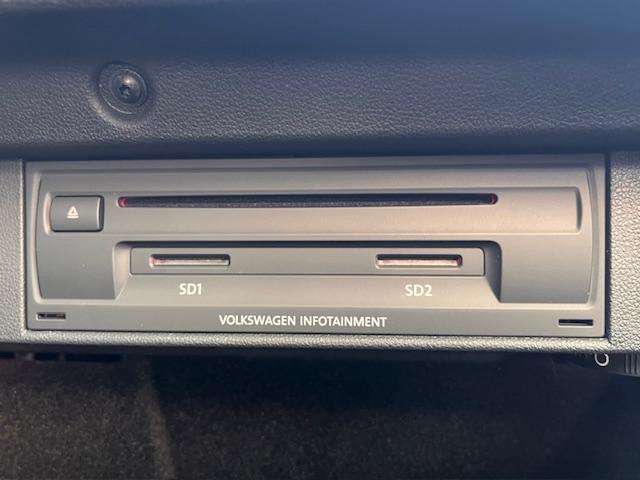 SD1 SD2
VOLKSWAGEN INFOTAINMENT